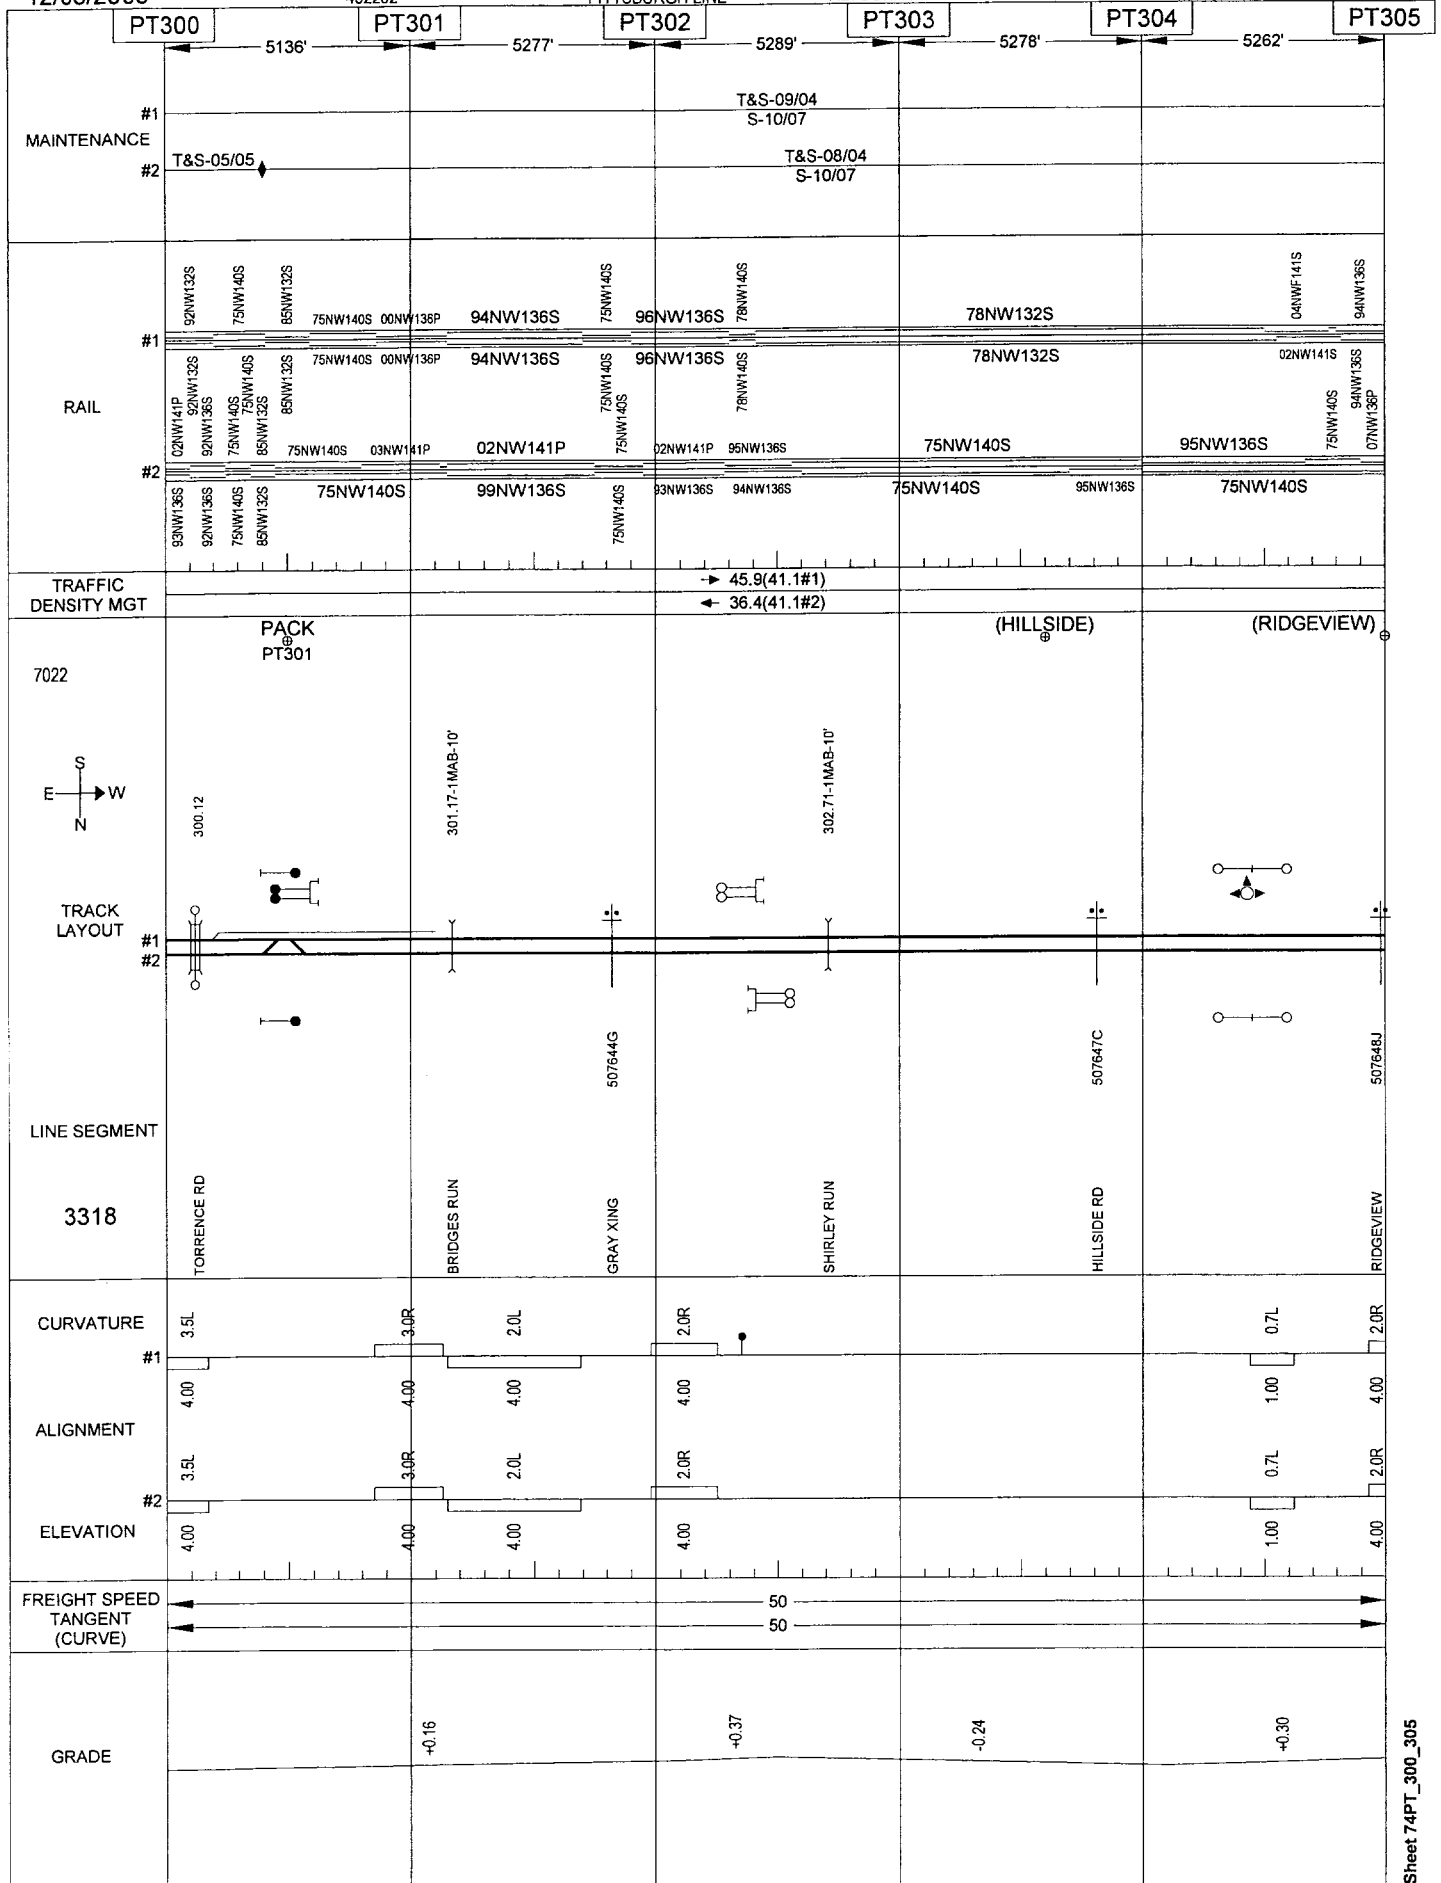 PT300 PT301 PT302 PT303 PT304 PT305
5136' 5277' 5289' 5278' 5262'
MAINTENANCE
#1
T&S-09/04
S-10/07
#2
T&S-05/05
T&S-08/04
S-10/07
RAIL
92NW132S 75NW140S 85NW132S 75NW140S 00NW136P 94NW136S 75NW140S 96NW136S 78NW140S 78NW132S 04NWF141S 94NW136S
#1
92NW132S 75NW140S 85NW132S 75NW140S 00NW136P 94NW136S 75NW140S 96NW136S 78NW140S 78NW132S 02NW141S 94NW136S
02NW141P 92NW136S 75NW140S 85NW132S 75NW140S 03NW141P 02NW141P 75NW140S 02NW141P 95NW136S 75NW140S 95NW136S 75NW140S 07NW136P
#2
93NW136S 92NW136S 75NW140S 85NW132S 75NW140S 99NW136S 75NW140S 93NW136S 94NW136S 75NW140S 95NW136S 75NW140S
TRAFFIC
DENSITY MGT
45.9(41.1#1)
36.4(41.1#2)
PACK
PT301
(HILLSIDE)
(RIDGEVIEW)
7022
S
E W
N
300.12
301.17-1MAB-10'
302.71-1MAB-10'
TRACK
LAYOUT
#1
#2
507644G
507647C
507648J
LINE SEGMENT
3318
TORRENCE RD
BRIDGES RUN
GRAY XING
SHIRLEY RUN
HILLSIDE RD
RIDGEVIEW
CURVATURE
3.5L 3.0R 2.0L 2.0R 0.7L 2.0R
#1
4.00 4.00 4.00 4.00 1.00 4.00
ALIGNMENT
3.5L 3.0R 2.0L 2.0R 0.7L 2.0R
#2
ELEVATION
4.00 4.00 4.00 4.00 1.00 4.00
FREIGHT SPEED
TANGENT
(CURVE)
50
50
GRADE
+0.16 +0.37 -0.24 +0.30
Sheet 74PT_300_305